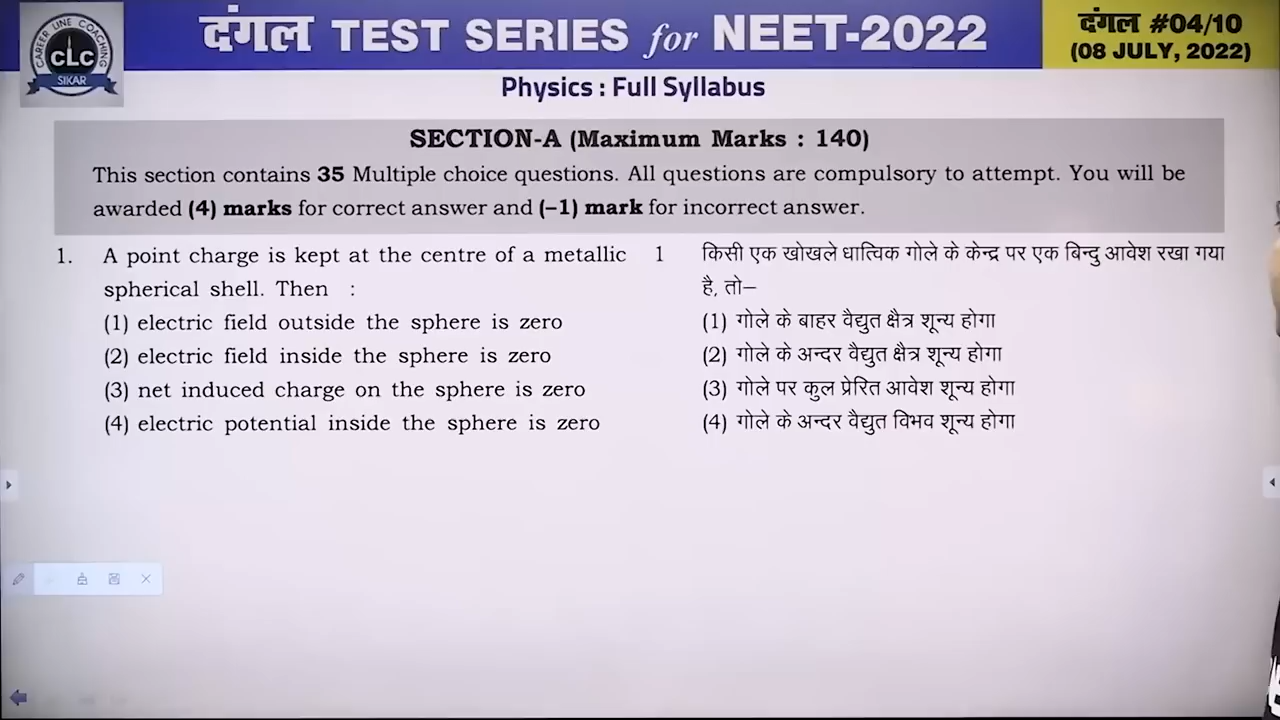 CAREER LINE COACHING
CLC
SIKAR
दंगल TEST SERIES for NEET-2022
दंगल #04/10
(08 JULY, 2022)
Physics : Full Syllabus
SECTION-A (Maximum Marks : 140)
This section contains 35 Multiple choice questions. All questions are compulsory to attempt. You will be
awarded (4) marks for correct answer and (–1) mark for incorrect answer.
1. A point charge is kept at the centre of a metallic
spherical shell. Then :
(1) electric field outside the sphere is zero
(2) electric field inside the sphere is zero
(3) net induced charge on the sphere is zero
(4) electric potential inside the sphere is zero
1 किसी एक खोखले धात्विक गोले के केन्द्र पर एक बिन्दु आवेश रखा गया
है, तो–
(1) गोले के बाहर वैद्युत क्षैत्र शून्य होगा
(2) गोले के अन्दर वैद्युत क्षैत्र शून्य होगा
(3) गोले पर कुल प्रेरित आवेश शून्य होगा
(4) गोले के अन्दर वैद्युत विभव शून्य होगा